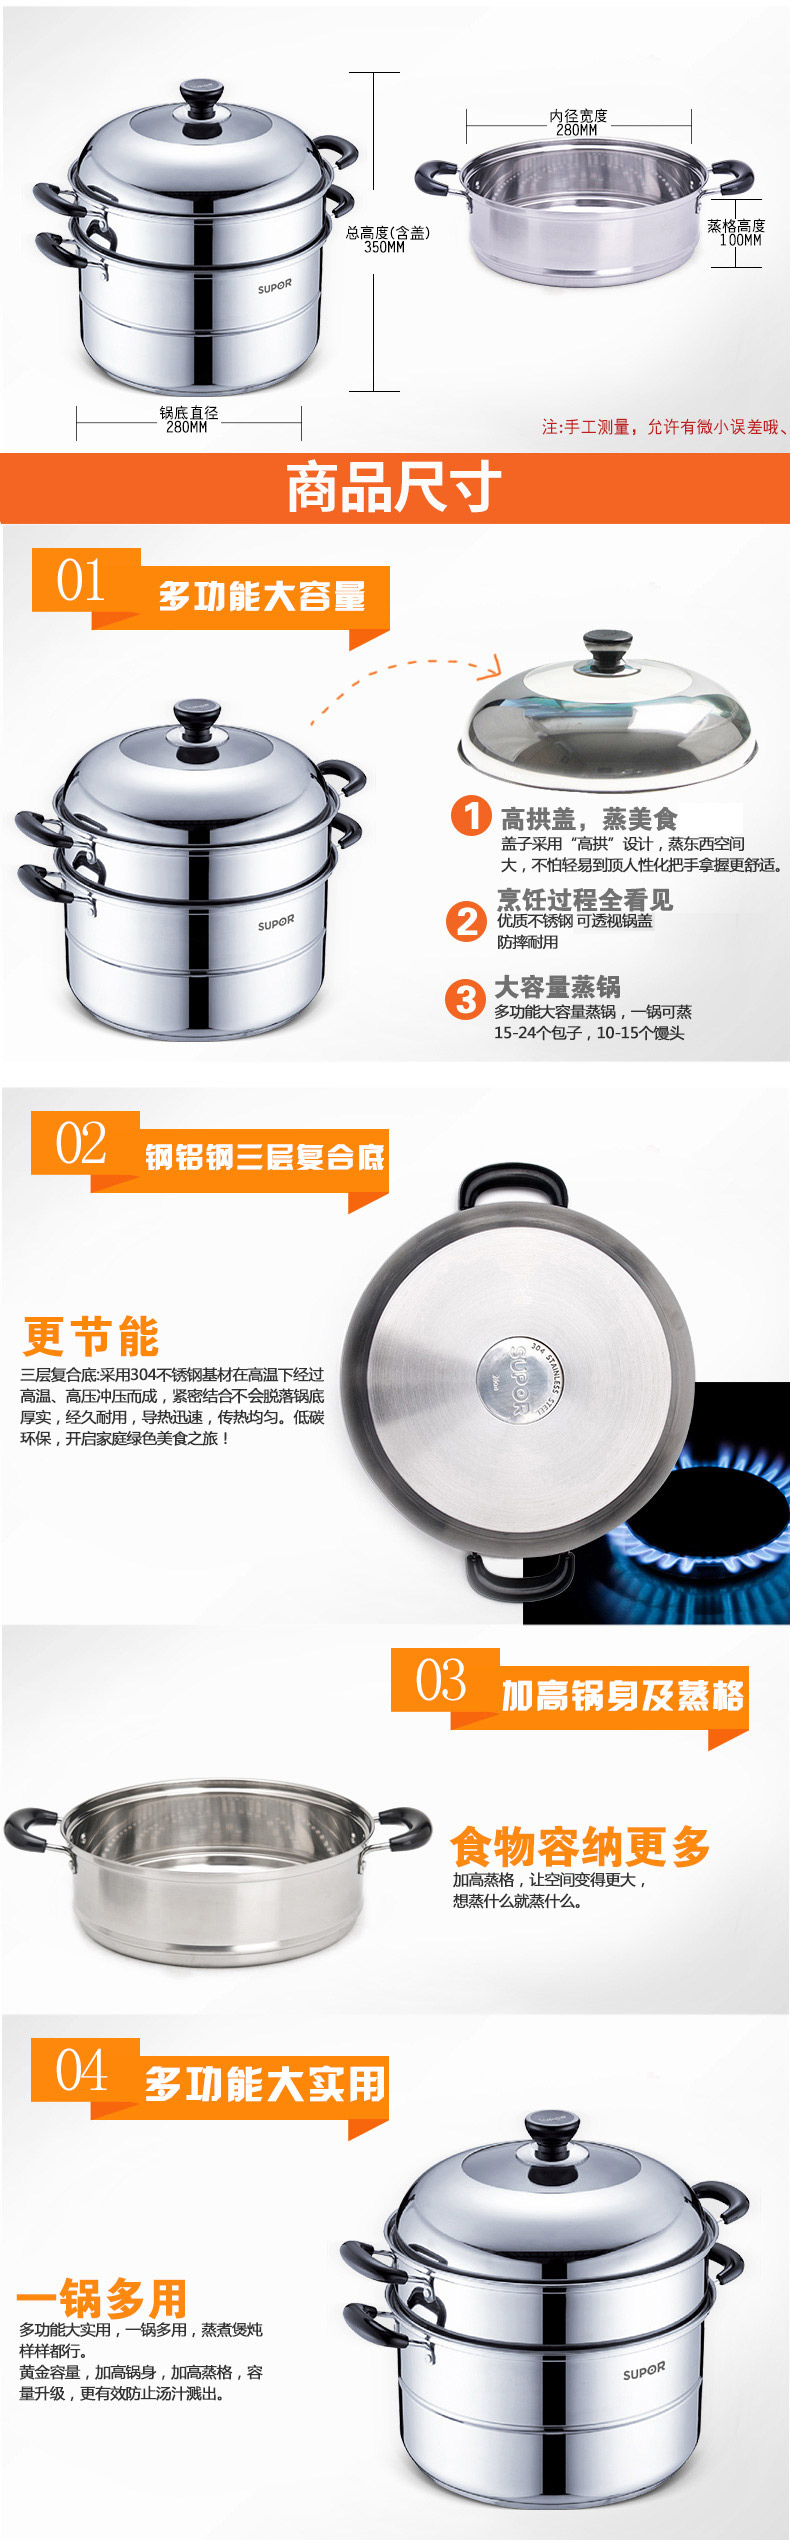 内径宽度
280MM
总高度(含盖)
350MM
蒸格高度
100MM
SUPOR
锅底直径
280MM
注:手工测量，允许有微小误差哦、
商品尺寸
01
多功能大容量
SUPOR
1 高拱盖，蒸美食
盖子采用“高拱”设计，蒸东西空间
大，不怕轻易到顶人性化把手拿握更舒适。
2 烹饪过程全看见
优质不锈钢 可透视锅盖
防摔耐用
3 大容量蒸锅
多功能大容量蒸锅，一锅可蒸
15-24个包子，10-15个馒头
02
钢铝钢三层复合底
更节能
三层复合底:采用304不锈钢基材在高温下经过
高温、高压冲压而成，紧密结合不会脱落锅底
厚实，经久耐用，导热迅速，传热均匀。低碳
环保，开启家庭绿色美食之旅！
304 STAINLESS STEEL
SUPOR
03
加高锅身及蒸格
食物容纳更多
加高蒸格，让空间变得更大，
想蒸什么就蒸什么。
04
多功能大实用
一锅多用
多功能大实用，一锅多用，蒸煮煲炖
样样都行。
黄金容量，加高锅身，加高蒸格，容
量升级，更有效防止汤汁溅出。
SUPOR